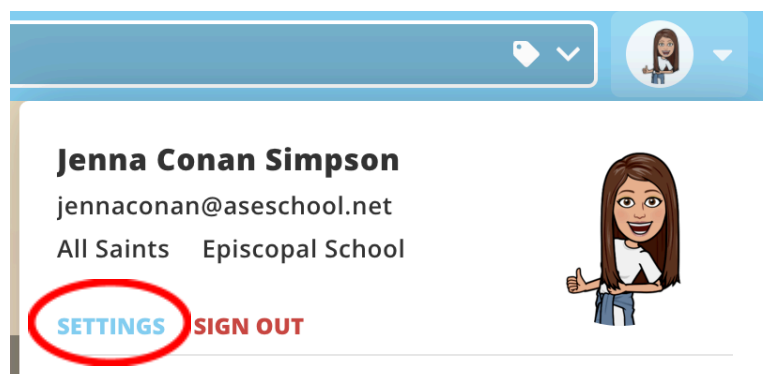 Jenna Conan Simpson
jennaconan@aseschool.net
All Saints Episcopal School
SETTINGS SIGN OUT